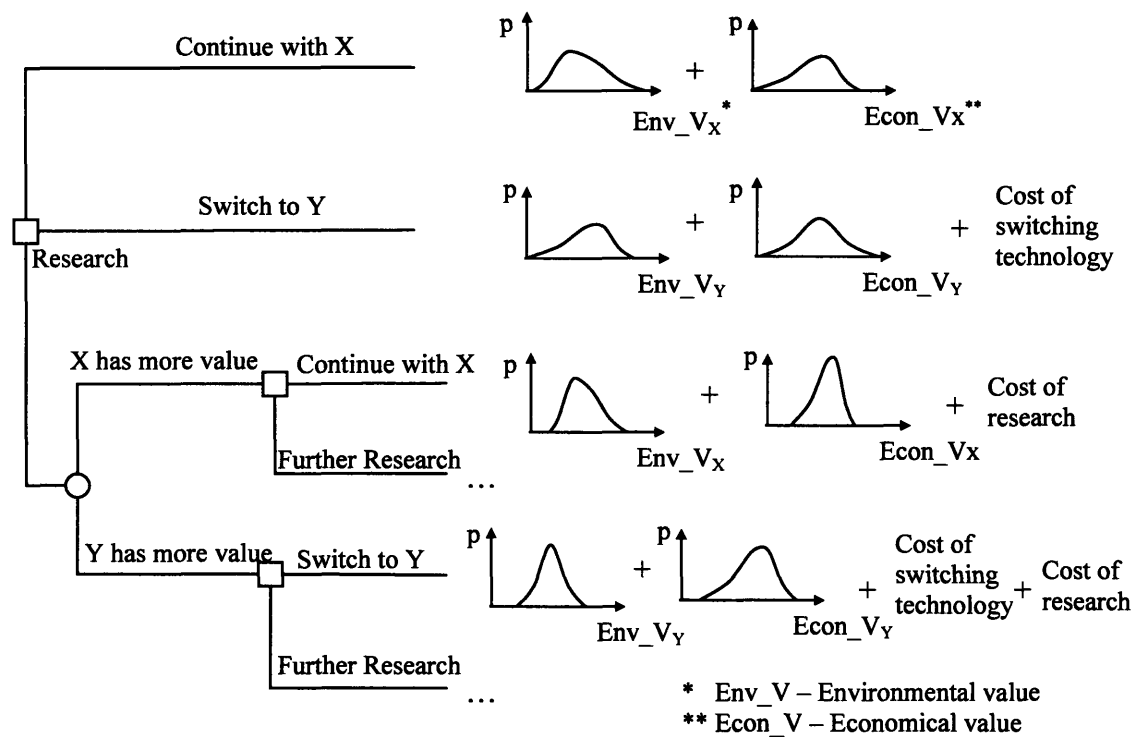 Continue with X
p
+
p
Env_VX*
Econ_Vx**
Switch to Y
p
+
p
+
Cost of
switching
technology
Env_VY
Econ_VY
Research
X has more value
Continue with X
p
+
p
+
Cost of
research
Env_VX
Econ_Vx
Further Research
...
Y has more value
Switch to Y
p
+
p
+
Cost of
switching
technology
+
Cost of
research
Env_VY
Econ_VY
Further Research
...
* Env_V – Environmental value
** Econ_V – Economical value